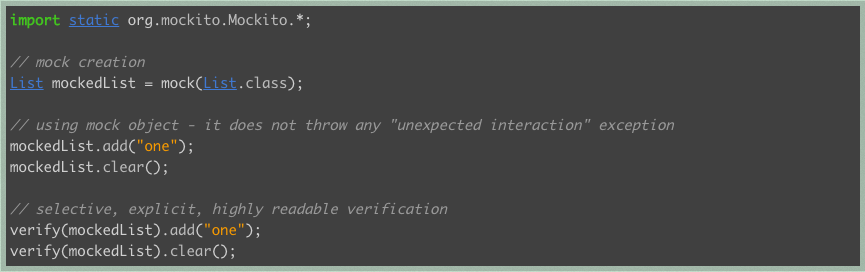 import static org.mockito.Mockito.*;
// mock creation
List mockedList = mock(List.class);
// using mock object - it does not throw any "unexpected interaction" exception
mockedList.add("one");
mockedList.clear();
// selective, explicit, highly readable verification
verify(mockedList).add("one");
verify(mockedList).clear();